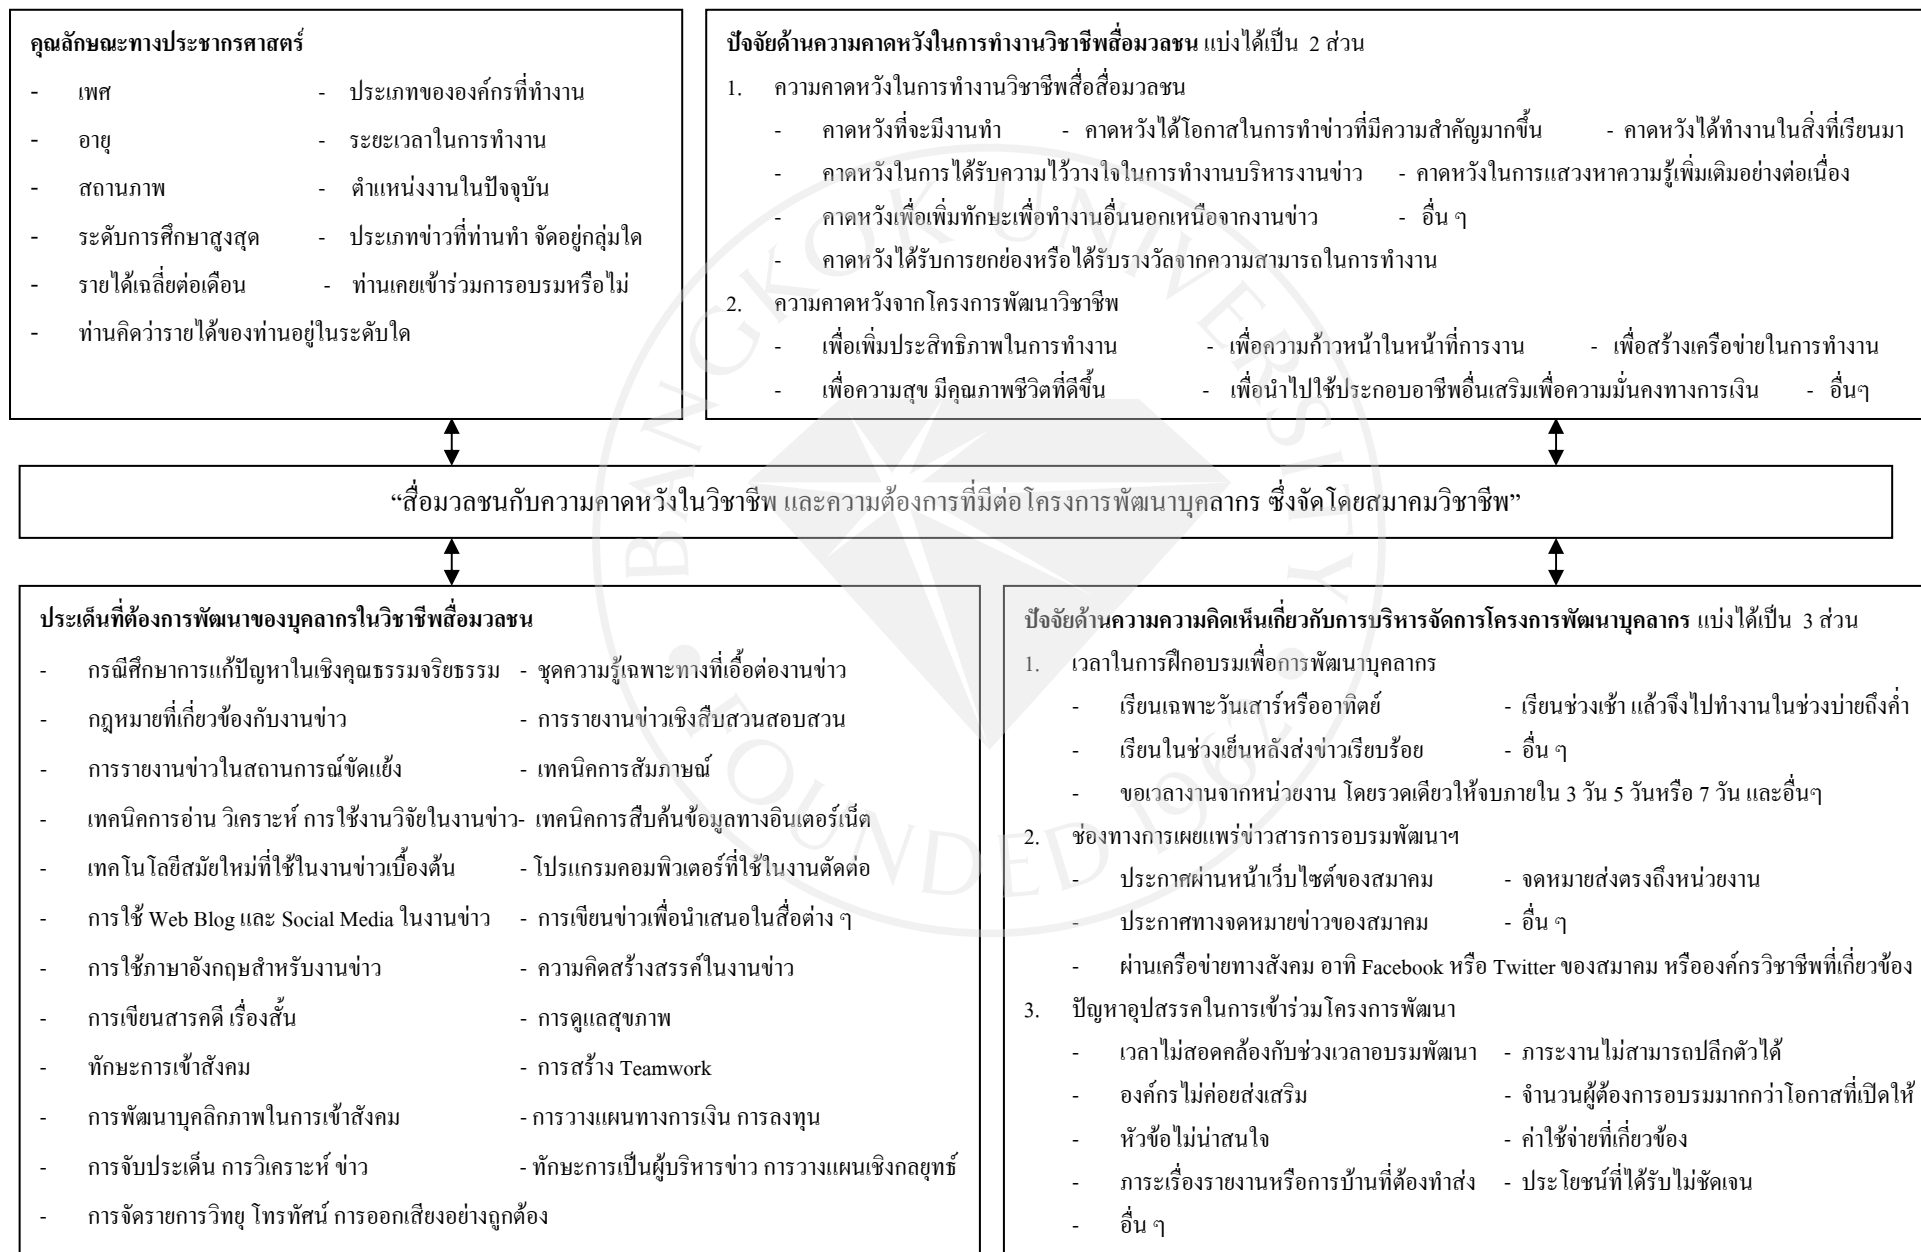 คุณลักษณะทางประชากรศาสตร์
- เพศ - ประเภทขององค์กรที่ทำงาน
- อายุ - ระยะเวลาในการทำงาน
- สถานภาพ - ตำแหน่งงานในปัจจุบัน
- ระดับการศึกษาสูงสุด - ประเภทข่าวที่ท่านทำ จัดอยู่กลุ่มใด
- รายได้เฉลี่ยต่อเดือน - ท่านเคยเข้าร่วมการอบรมหรือไม่
- ท่านคิดว่ารายได้ของท่านอยู่ในระดับใด
ปัจจัยด้านความคาดหวังในการทำงานวิชาชีพสื่อมวลชน แบ่งได้เป็น 2 ส่วน
1. ความคาดหวังในการทำงานวิชาชีพสื่อสื่อมวลชน
- คาดหวังที่จะมีงานทำ - คาดหวังได้โอกาสในการทำข่าวที่มีความสำคัญมากขึ้น - คาดหวังได้ทำงานในสิ่งที่เรียนมา
- คาดหวังในการได้รับความไว้วางใจในการทำงานบริหารงานข่าว - คาดหวังในการแสวงหาความรู้เพิ่มเติมอย่างต่อเนื่อง
- คาดหวังเพื่อเพิ่มทักษะเพื่อทำงานอื่นนอกเหนือจากงานข่าว - อื่น ๆ
- คาดหวังได้รับการยกย่องหรือได้รับรางวัลจากความสามารถในการทำงาน
2. ความคาดหวังจากโครงการพัฒนาวิชาชีพ
- เพื่อเพิ่มประสิทธิภาพในการทำงาน - เพื่อความก้าวหน้าในหน้าที่การงาน - เพื่อสร้างเครือข่ายในการทำงาน
- เพื่อความสุข มีคุณภาพชีวิตที่ดีขึ้น - เพื่อนำไปใช้ประกอบอาชีพอื่นเสริมเพื่อความมั่นคงทางการเงิน - อื่นๆ
“สื่อมวลชนกับความคาดหวังในวิชาชีพ และความต้องการที่มีต่อโครงการพัฒนาบุคลากร ซึ่งจัดโดยสมาคมวิชาชีพ”
ประเด็นที่ต้องการพัฒนาของบุคลากรในวิชาชีพสื่อมวลชน
- กรณีศึกษาการแก้ปัญหาในเชิงคุณธรรมจริยธรรม - ชุดความรู้เฉพาะทางที่เอื้อต่องานข่าว
- กฎหมายที่เกี่ยวข้องกับงานข่าว - การรายงานข่าวเชิงสืบสวนสอบสวน
- การรายงานข่าวในสถานการณ์ขัดแย้ง - เทคนิคการสัมภาษณ์
- เทคนิคการอ่าน วิเคราะห์ การใช้งานวิจัยในงานข่าว- เทคนิคการสืบค้นข้อมูลทางอินเตอร์เน็ต
- เทคโนโลยีสมัยใหม่ที่ใช้ในงานข่าวเบื้องต้น - โปรแกรมคอมพิวเตอร์ที่ใช้ในงานตัดต่อ
- การใช้ Web Blog และ Social Media ในงานข่าว - การเขียนข่าวเพื่อนำเสนอในสื่อต่าง ๆ
- การใช้ภาษาอังกฤษสำหรับงานข่าว - ความคิดสร้างสรรค์ในงานข่าว
- การเขียนสารคดี เรื่องสั้น - การดูแลสุขภาพ
- ทักษะการเข้าสังคม - การสร้าง Teamwork
- การพัฒนาบุคลิกภาพในการเข้าสังคม - การวางแผนทางการเงิน การลงทุน
- การจับประเด็น การวิเคราะห์ ข่าว - ทักษะการเป็นผู้บริหารข่าว การวางแผนเชิงกลยุทธ์
- การจัดรายการวิทยุ โทรทัศน์ การออกเสียงอย่างถูกต้อง
ปัจจัยด้านความความคิดเห็นเกี่ยวกับการบริหารจัดการโครงการพัฒนาบุคลากร แบ่งได้เป็น 3 ส่วน
1. เวลาในการฝึกอบรมเพื่อการพัฒนาบุคลากร
- เรียนเฉพาะวันเสาร์หรืออาทิตย์ - เรียนช่วงเช้า แล้วจึงไปทำงานในช่วงบ่ายถึงค่ำ
- เรียนในช่วงเย็นหลังส่งข่าวเรียบร้อย - อื่น ๆ
- ขอเวลางานจากหน่วยงาน โดยรวดเดียวให้จบภายใน 3 วัน 5 วันหรือ 7 วัน และอื่นๆ
2. ช่องทางการเผยแพร่ข่าวสารการอบรมพัฒนาฯ
- ประกาศผ่านหน้าเว็บไซต์ของสมาคม - จดหมายส่งตรงถึงหน่วยงาน
- ประกาศทางจดหมายข่าวของสมาคม - อื่น ๆ
- ผ่านเครือข่ายทางสังคม อาทิ Facebook หรือ Twitter ของสมาคม หรือองค์กรวิชาชีพที่เกี่ยวข้อง
3. ปัญหาอุปสรรคในการเข้าร่วมโครงการพัฒนา
- เวลาไม่สอดคล้องกับช่วงเวลาอบรมพัฒนา - ภาระงานไม่สามารถปลีกตัวได้
- องค์กรไม่ค่อยส่งเสริม - จำนวนผู้ต้องการอบรมมากกว่าโอกาสที่เปิดให้
- หัวข้อไม่น่าสนใจ - ค่าใช้จ่ายที่เกี่ยวข้อง
- ภาระเรื่องรายงานหรือการบ้านที่ต้องทำส่ง - ประโยชน์ที่ได้รับไม่ชัดเจน
- อื่น ๆ
BANGKOK UNIVERSITY
FOUNDED 1962